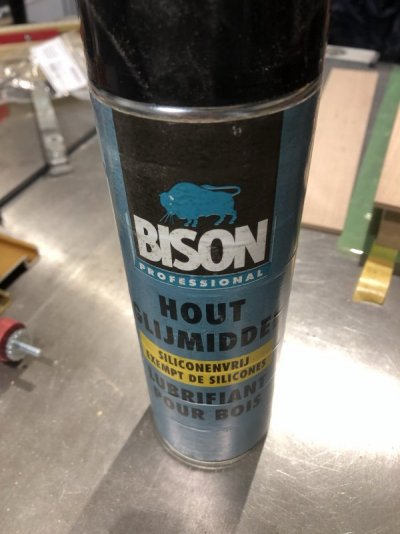 BISON
PROFESSIONAL
HOUT
GLIJMIDDEL
SILICONENVRIJ
EXEMPT DE SILICONES
LUBRIFIANT
POUR BOIS